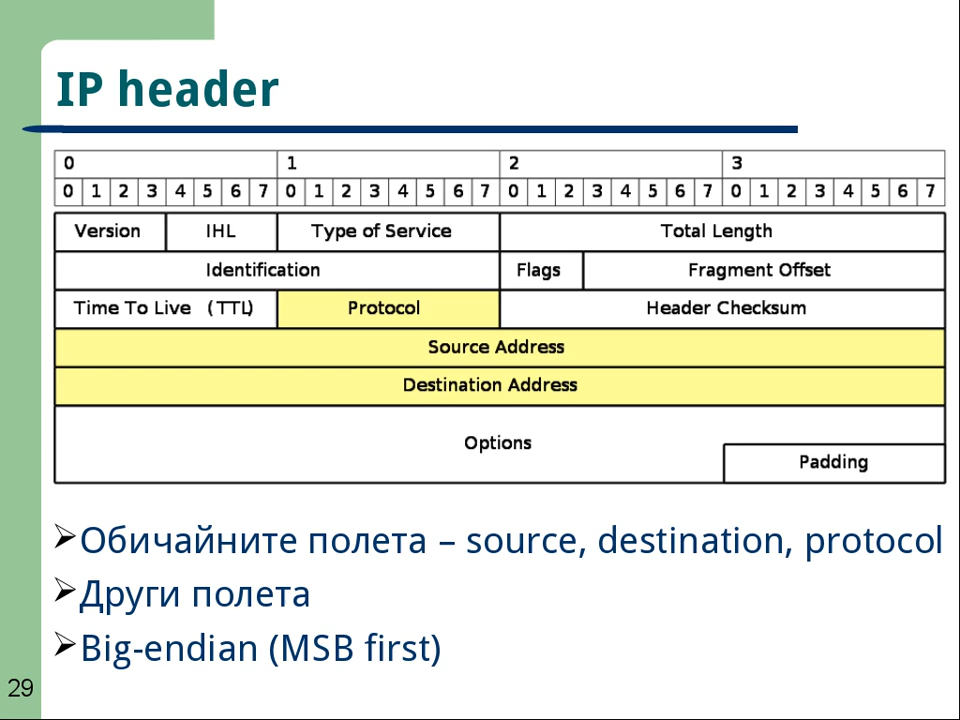 IP header
0 1 2 3
0 1 2 3 4 5 6 7 0 1 2 3 4 5 6 7 0 1 2 3 4 5 6 7 0 1 2 3 4 5 6 7
Version IHL Type of Service Total Length
Identification Flags Fragment Offset
Time To Live (TTL) Protocol Header Checksum
Source Address
Destination Address
Options
Padding
Обичайните полета – source, destination, protocol
Други полета
Big-endian (MSB first)
29